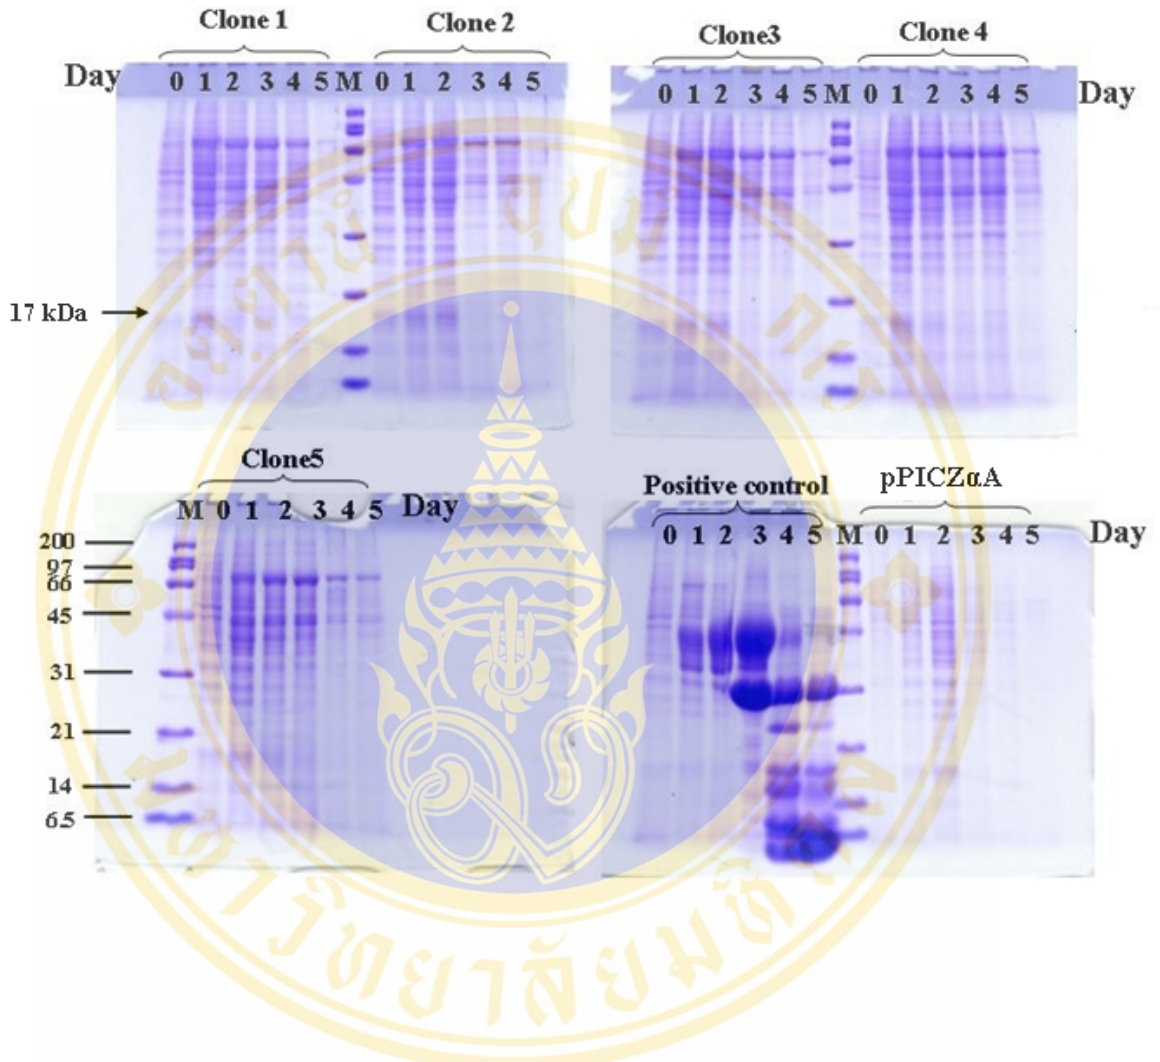 Clone 1 Clone 2
Day 0 1 2 3 4 5 M 0 1 2 3 4 5
Clone3 Clone 4
0 1 2 3 4 5 M 0 1 2 3 4 5 Day
17 kDa
Clone5
M 0 1 2 3 4 5 Day
200
97
66
45
31
21
14
6.5
Positive control pPICZαA
0 1 2 3 4 5 M 0 1 2 3 4 5 Day